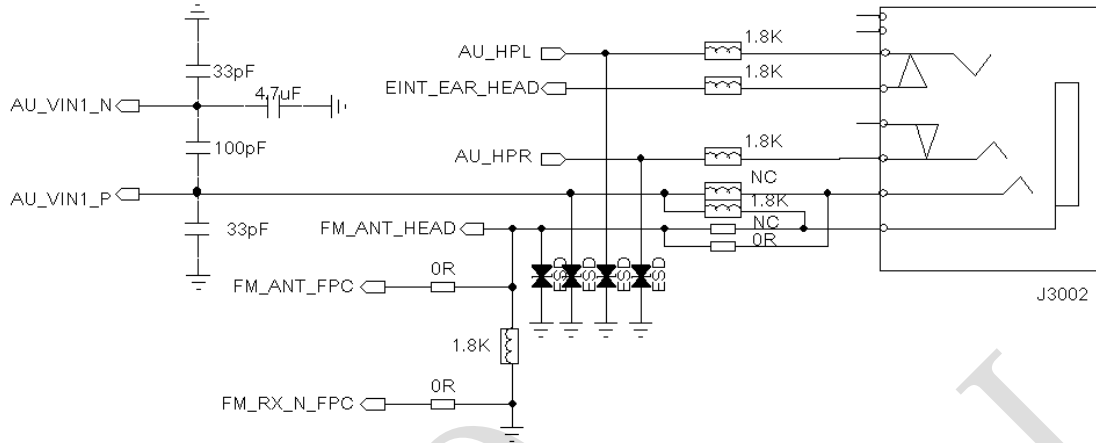 1.8K
AU_HPL
33pF
1.8K
4.7uF
EINT_EAR_HEAD
AU_VIN1_N
1.8K
100pF
AU_HPR
NC
AU_VIN1_P
1.8K
33pF
FM_ANT_HEAD
NC
0R
0R
ESD
ESD
ESD
ESD
FM_ANT_FPC
J3002
1.8K
0R
FM_RX_N_FPC